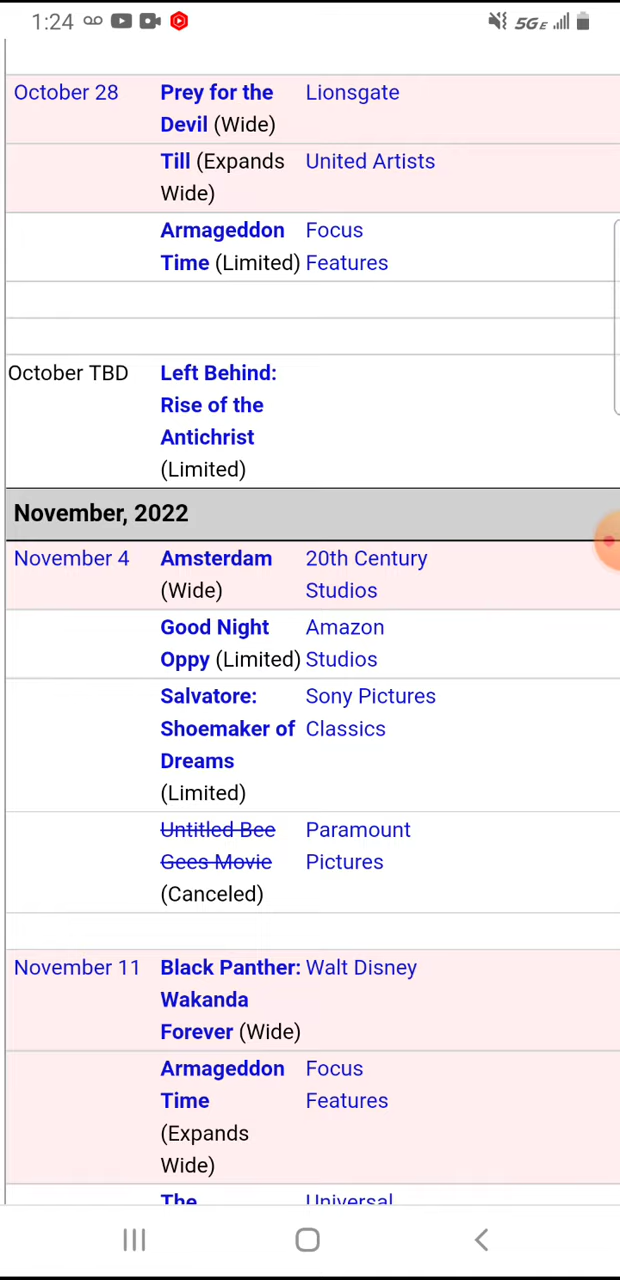 1:24 5GE
October 28 Prey for the Lionsgate
Devil (Wide)
Till (Expands United Artists
Wide)
Armageddon Focus
Time (Limited) Features
October TBD Left Behind:
Rise of the
Antichrist
(Limited)
November, 2022
November 4 Amsterdam 20th Century
(Wide) Studios
Good Night Amazon
Oppy (Limited) Studios
Salvatore: Sony Pictures
Shoemaker of Classics
Dreams
(Limited)
Untitled Bee Paramount
Gees Movie Pictures
(Canceled)
November 11 Black Panther: Walt Disney
Wakanda
Forever (Wide)
Armageddon Focus
Time Features
(Expands
Wide)
The Universal